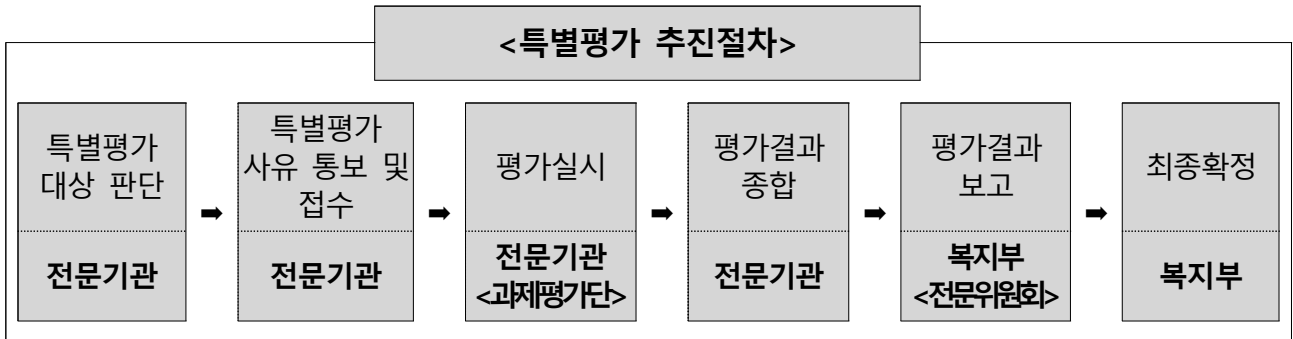 <특별평가 추진절차>
특별평가
대상 판단
전문기관
➡
특별평가
사유 통보 및
접수
전문기관
➡
평가실시
전문기관
<과제평가단>
➡
평가결과
종합
전문기관
➡
평가결과
보고
복지부
<전문위원회>
➡
최종확정
복지부